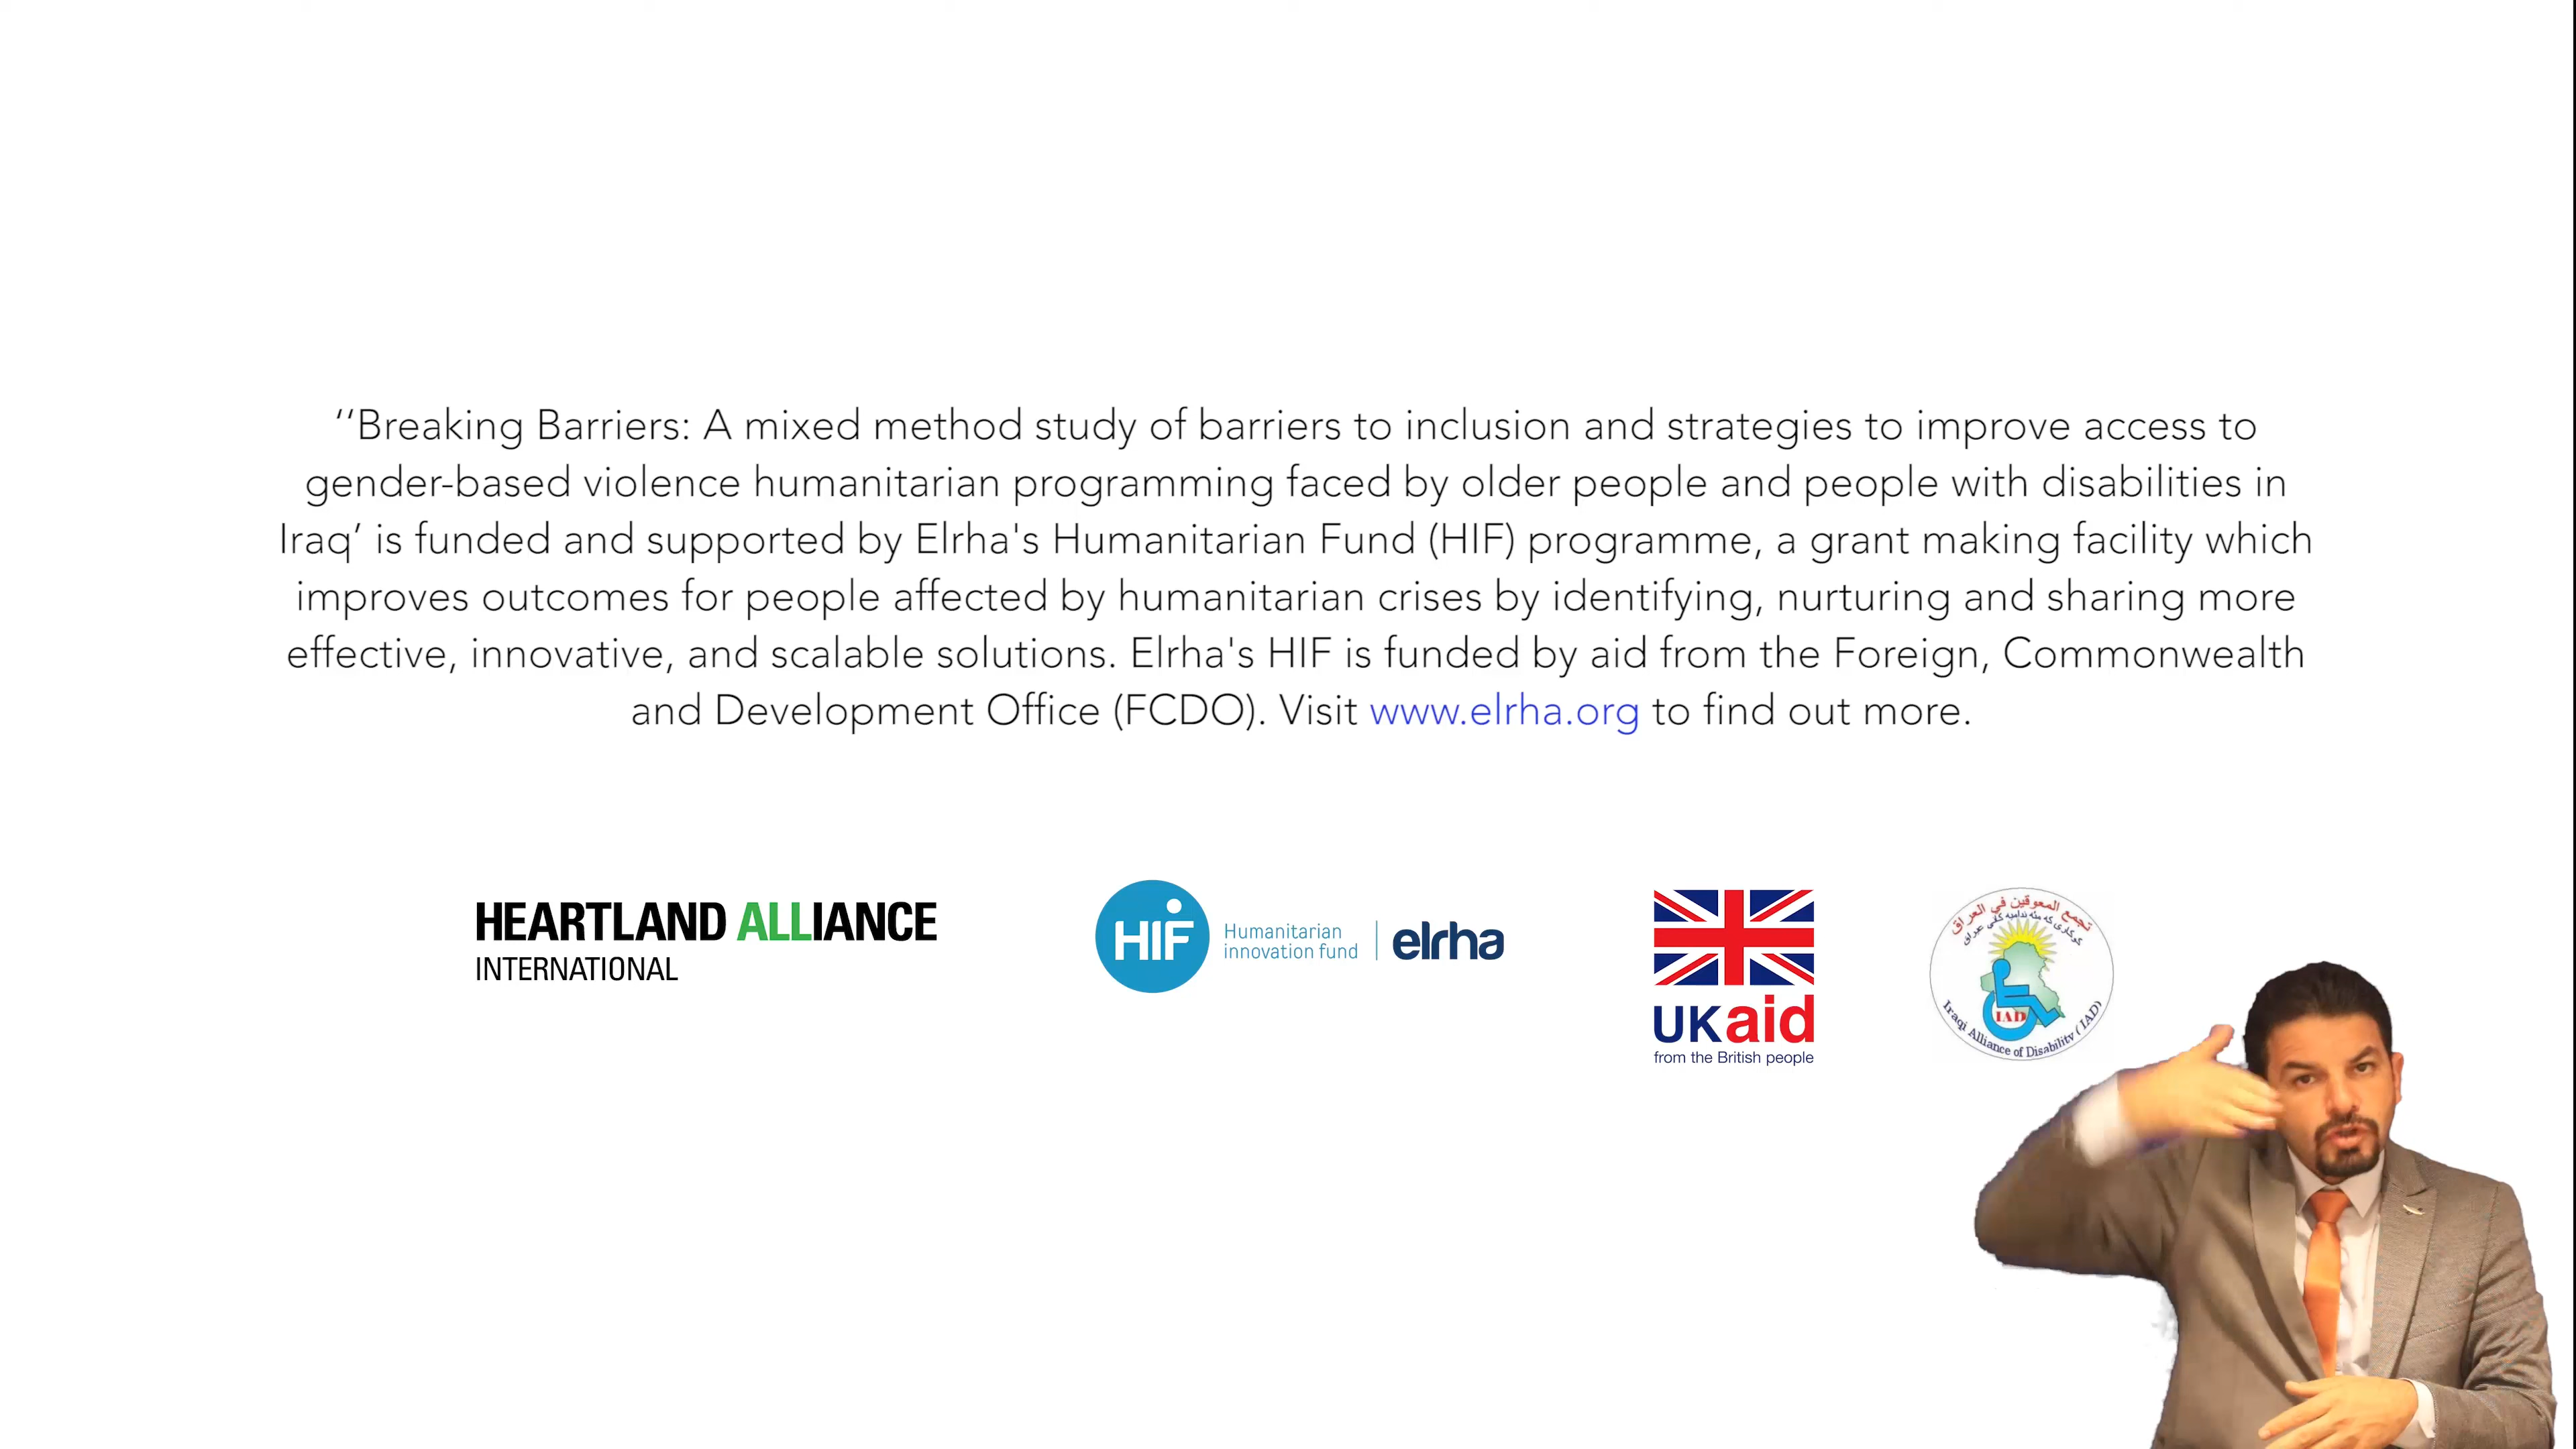 ‘‘Breaking Barriers: A mixed method study of barriers to inclusion and strategies to improve access to
gender-based violence humanitarian programming faced by older people and people with disabilities in
Iraq’ is funded and supported by Elrha's Humanitarian Fund (HIF) programme, a grant making facility which
improves outcomes for people affected by humanitarian crises by identifying, nurturing and sharing more
effective, innovative, and scalable solutions. Elrha's HIF is funded by aid from the Foreign, Commonwealth
and Development Office (FCDO). Visit www.elrha.org to find out more.
HEARTLAND ALLIANCE
INTERNATIONAL
HIF
Humanitarian
innovation fund
elrha
UKaid
from the British people
تجمع المعوقين في العراق
IAD
Iraqi Alliance of Disability (IAD)